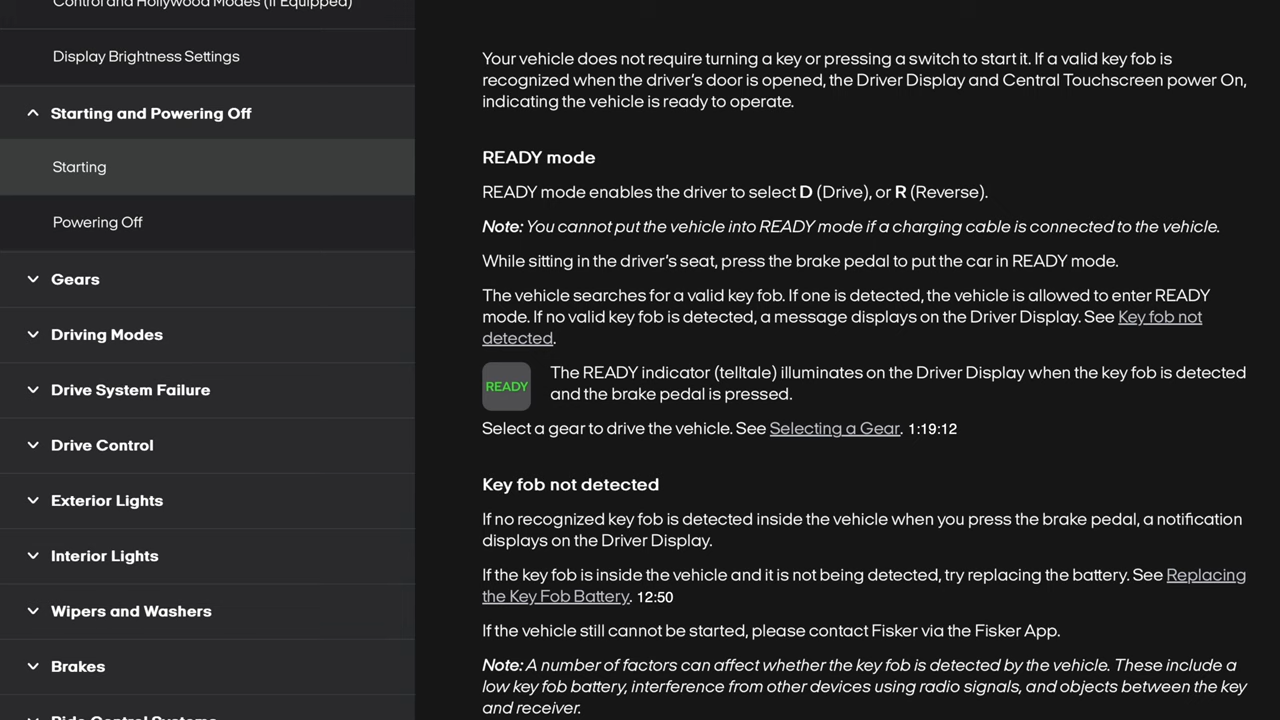 Control and Hollywood Modes (If Equipped)
Display Brightness Settings
Starting and Powering Off
Starting
Powering Off
Gears
Driving Modes
Drive System Failure
Drive Control
Exterior Lights
Interior Lights
Wipers and Washers
Brakes
Ride Control Systems
Your vehicle does not require turning a key or pressing a switch to start it. If a valid key fob is
recognized when the driver's door is opened, the Driver Display and Central Touchscreen power On,
indicating the vehicle is ready to operate.
READY mode
READY mode enables the driver to select D (Drive), or R (Reverse).
Note: You cannot put the vehicle into READY mode if a charging cable is connected to the vehicle.
While sitting in the driver's seat, press the brake pedal to put the car in READY mode.
The vehicle searches for a valid key fob. If one is detected, the vehicle is allowed to enter READY
mode. If no valid key fob is detected, a message displays on the Driver Display. See Key fob not
detected.
READY
The READY indicator (telltale) illuminates on the Driver Display when the key fob is detected
and the brake pedal is pressed.
Select a gear to drive the vehicle. See Selecting a Gear. 1:19:12
Key fob not detected
If no recognized key fob is detected inside the vehicle when you press the brake pedal, a notification
displays on the Driver Display.
If the key fob is inside the vehicle and it is not being detected, try replacing the battery. See Replacing
the Key Fob Battery. 12:50
If the vehicle still cannot be started, please contact Fisker via the Fisker App.
Note: A number of factors can affect whether the key fob is detected by the vehicle. These include a
low key fob battery, interference from other devices using radio signals, and objects between the key
and receiver.